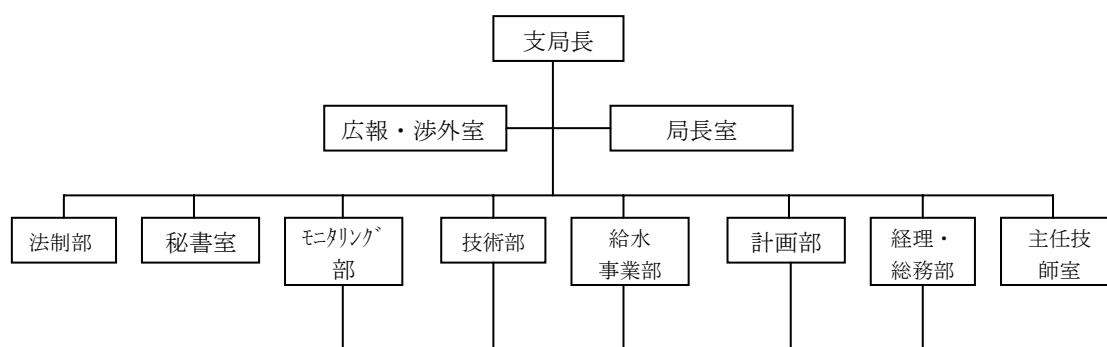 支局長
広報・渉外室
局長室
法制部
秘書室
ﾓﾆﾀﾘﾝｸﾞ
部
技術部
給水
事業部
計画部
経理・
総務部
主任技
師室